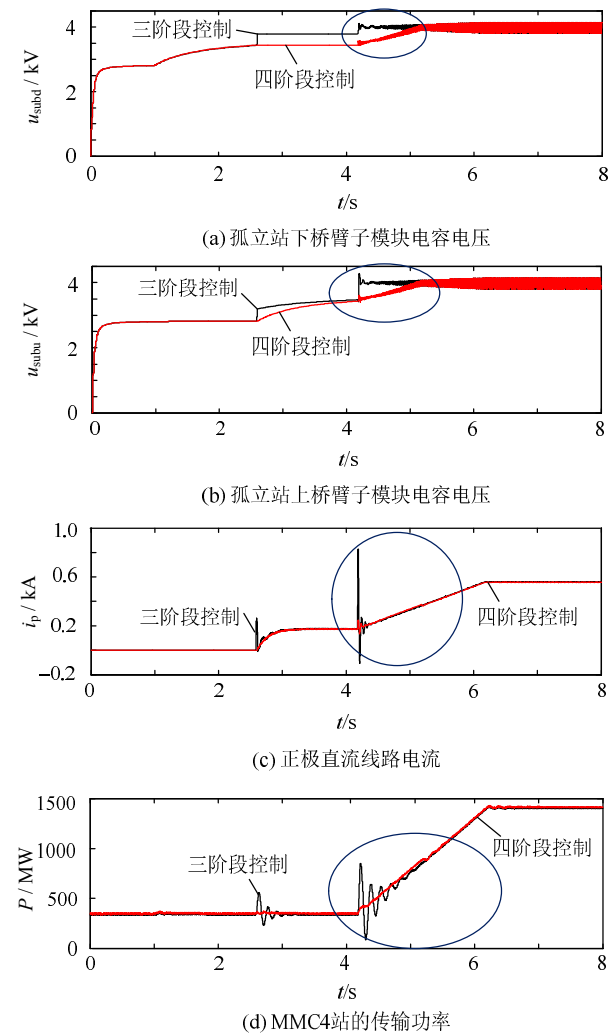 三阶段控制
四阶段控制
u_subd / kV
4
2
0
0 2 4 6 8
t/s
(a) 孤立站下桥臂子模块电容电压
三阶段控制
四阶段控制
u_subu / kV
4
2
0
0 2 4 6 8
t/s
(b) 孤立站上桥臂子模块电容电压
1.0
0.6
0.2
−0.2
i_p / kA
三阶段控制
四阶段控制
0 2 4 6 8
t/s
(c) 正极直流线路电流
1500
1000
500
0
P / MW
三阶段控制
四阶段控制
0 2 4 6 8
t/s
(d) MMC4站的传输功率